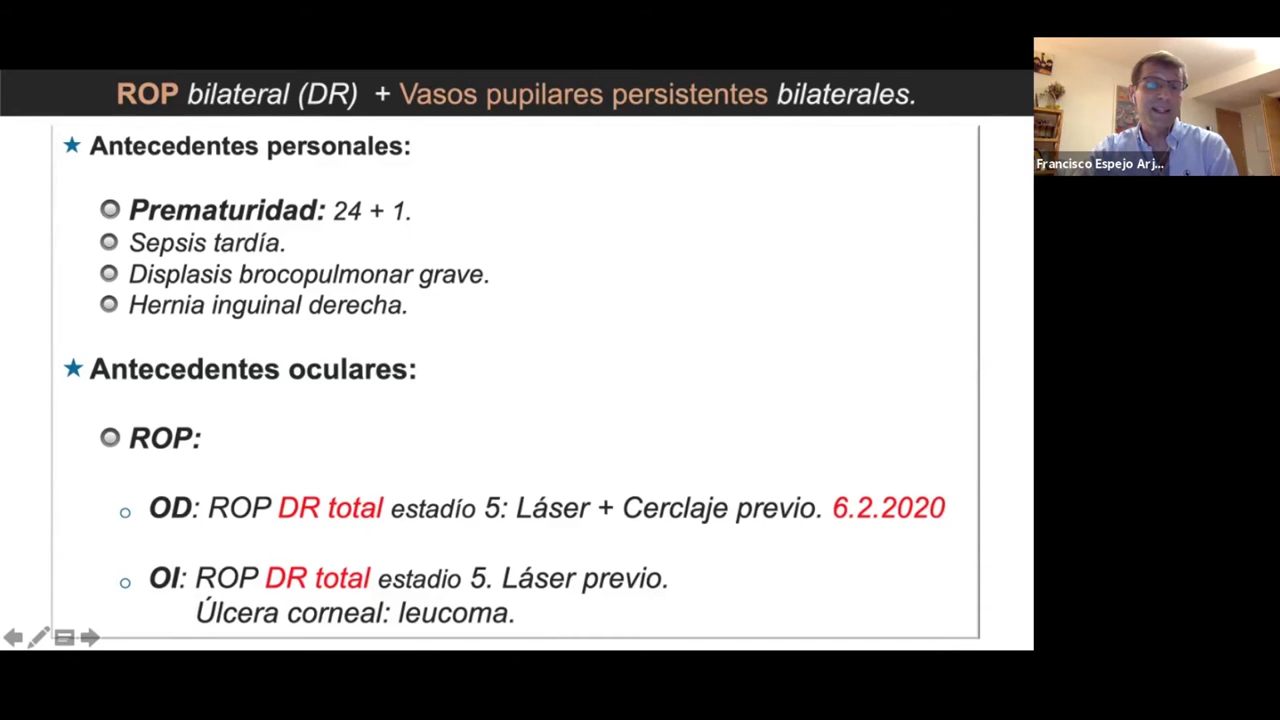 ROP bilateral (DR) + Vasos pupilares persistentes bilaterales.
Francisco Espejo Arj...
Antecedentes personales:
Prematuridad: 24 + 1.
Sepsis tardía.
Displasis brocopulmonar grave.
Hernia inguinal derecha.
Antecedentes oculares:
ROP:
OD: ROP DR total estadío 5: Láser + Cerclaje previo. 6.2.2020
OI: ROP DR total estadio 5. Láser previo.
Úlcera corneal: leucoma.